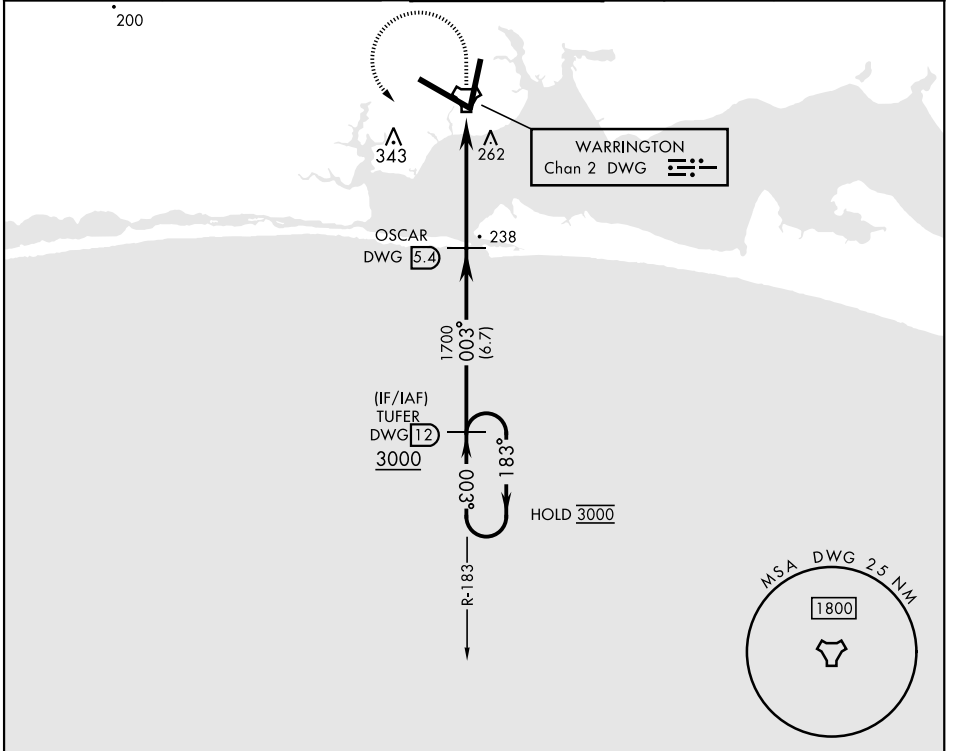 200
343
262
WARRINGTON
Chan 2 DWG
OSCAR
DWG 5.4
238
1700
003°
(6.7)
(IF/IAF)
TUFER
DWG 12
3000
003°
183°
HOLD 3000
R-183
MSA DWG 25 NM
1800